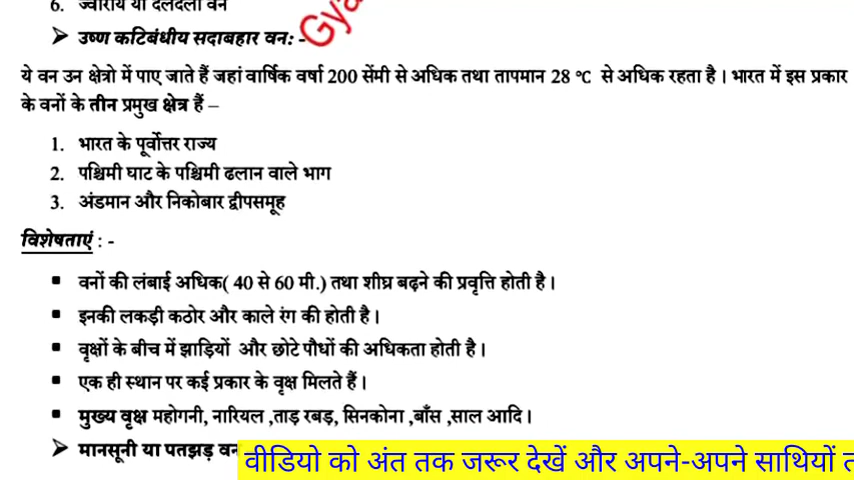 6. ज्वारीय या दलदली वन
➤ उष्ण कटिबंधीय सदाबहार वन: -
Gya
ये वन उन क्षेत्रो में पाए जाते हैं जहां वार्षिक वर्षा 200 सेंमी से अधिक तथा तापमान 28 °C से अधिक रहता है। भारत में इस प्रकार
के वनों के तीन प्रमुख क्षेत्र हैं –
1. भारत के पूर्वोत्तर राज्य
2. पश्चिमी घाट के पश्चिमी ढलान वाले भाग
3. अंडमान और निकोबार द्वीपसमूह
विशेषताएं : -
▪ वनों की लंबाई अधिक( 40 से 60 मी.) तथा शीघ्र बढ़ने की प्रवृत्ति होती है।
▪ इनकी लकड़ी कठोर और काले रंग की होती है।
▪ वृक्षों के बीच में झाड़ियों और छोटे पौधों की अधिकता होती है।
▪ एक ही स्थान पर कई प्रकार के वृक्ष मिलते हैं।
▪ मुख्य वृक्ष महोगनी, नारियल ,ताड़ रबड़, सिनकोना ,बाँस ,साल आदि।
➤ मानसूनी या पतझड़ वन
वीडियो को अंत तक जरूर देखें और अपने-अपने साथियों